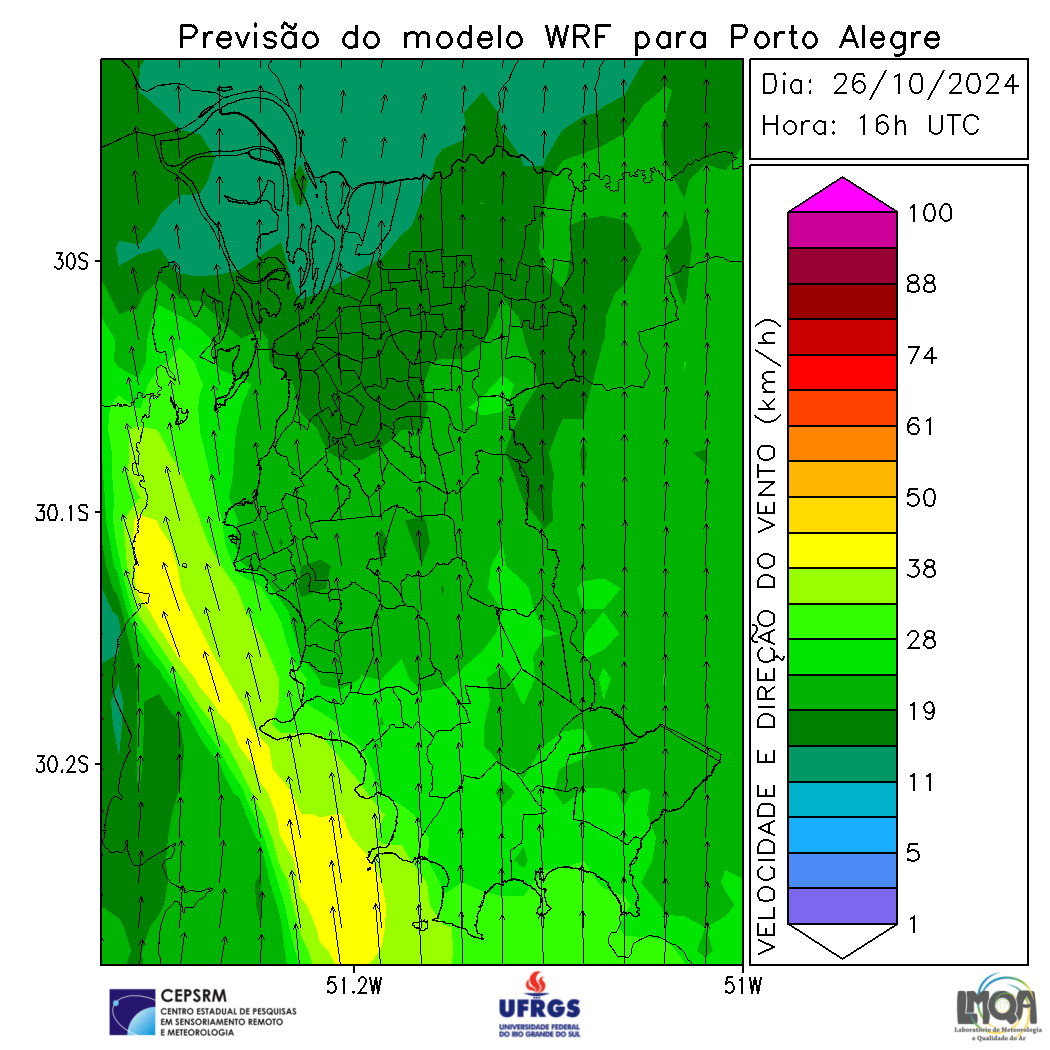 Previsão do modelo WRF para Porto Alegre
Dia: 26/10/2024
Hora: 16h UTC
30S
30.1S
30.2S
51.2W
51W
VELOCIDADE E DIREÇÃO DO VENTO (km/h)
100
88
74
61
50
38
28
19
11
5
1
CEPSRM
CENTRO ESTADUAL DE PESQUISAS
EM SENSORIAMENTO REMOTO
E METEOROLOGIA
UFRGS
UNIVERSIDADE FEDERAL
DO RIO GRANDE DO SUL
LMQA
Laboratório de Meteorologia
e Qualidade do Ar